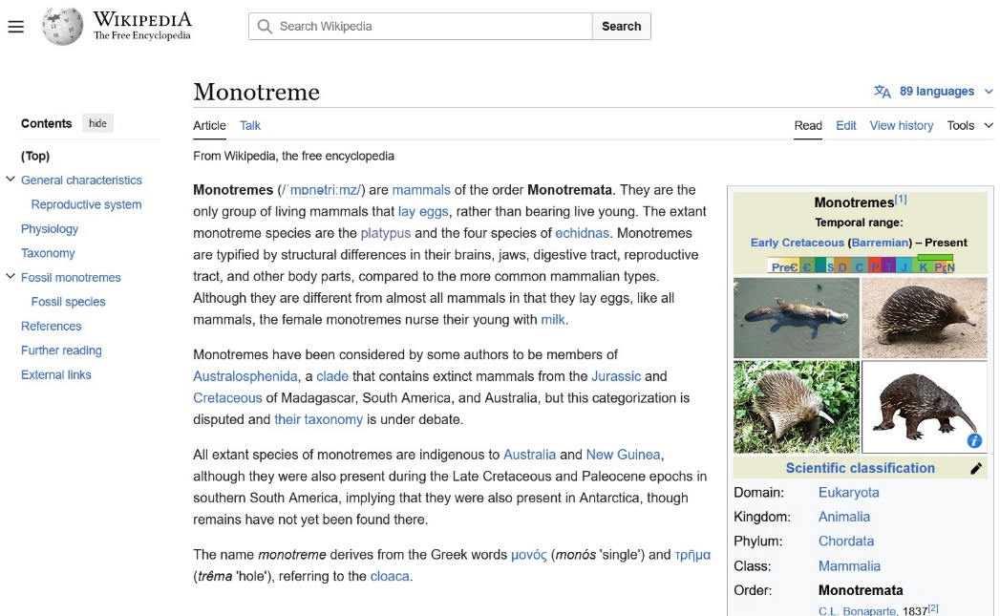 WIKIPEDIA
The Free Encyclopedia
Search Wikipedia
Search
Monotreme
89 languages
Contents hide
(Top)
General characteristics
Reproductive system
Physiology
Taxonomy
Fossil monotremes
Fossil species
References
Further reading
External links
Article Talk
Read Edit View history Tools
From Wikipedia, the free encyclopedia
Monotremes (/ˈmɒnətriːmz/) are mammals of the order Monotremata. They are the
only group of living mammals that lay eggs, rather than bearing live young. The extant
monotreme species are the platypus and the four species of echidnas. Monotremes
are typified by structural differences in their brains, jaws, digestive tract, reproductive
tract, and other body parts, compared to the more common mammalian types.
Although they are different from almost all mammals in that they lay eggs, like all
mammals, the female monotremes nurse their young with milk.
Monotremes have been considered by some authors to be members of
Australosphenida, a clade that contains extinct mammals from the Jurassic and
Cretaceous of Madagascar, South America, and Australia, but this categorization is
disputed and their taxonomy is under debate.
All extant species of monotremes are indigenous to Australia and New Guinea,
although they were also present during the Late Cretaceous and Paleocene epochs in
southern South America, implying that they were also present in Antarctica, though
remains have not yet been found there.
The name monotreme derives from the Greek words μονός (monós 'single') and τρῆμα
(trêma 'hole'), referring to the cloaca.
Monotremes[1]
Temporal range:
Early Cretaceous (Barremian) – Present
PreꞒ Ꞓ O S D C P T J K Pg N
Scientific classification
Domain: Eukaryota
Kingdom: Animalia
Phylum: Chordata
Class: Mammalia
Order: Monotremata
C.L. Bonaparte, 1837[2]